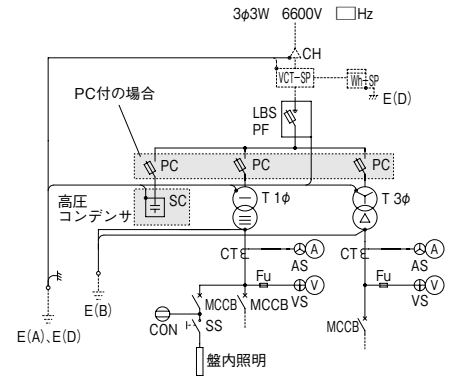 3φ3W 6600V □Hz
CH
VCT-SP
Wh-SP
E(D)
PC付の場合
LBS
PF
PC
PC
PC
高圧
コンデンサ
SC
T 1φ
T 3φ
CT
A
AS
CT
A
AS
Fu
V
VS
Fu
V
VS
E(B)
MCCB
MCCB
MCCB
CON
SS
E(A)、E(D)
盤内照明